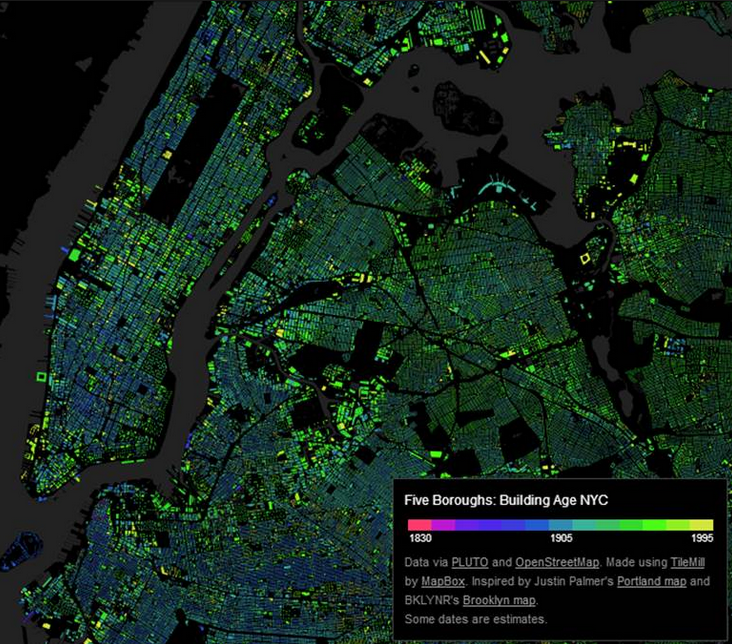 Five Boroughs: Building Age NYC
1830 1905 1995
Data via PLUTO and OpenStreetMap. Made using TileMill
by MapBox. Inspired by Justin Palmer's Portland map and
BKLYNR's Brooklyn map.
Some dates are estimates.